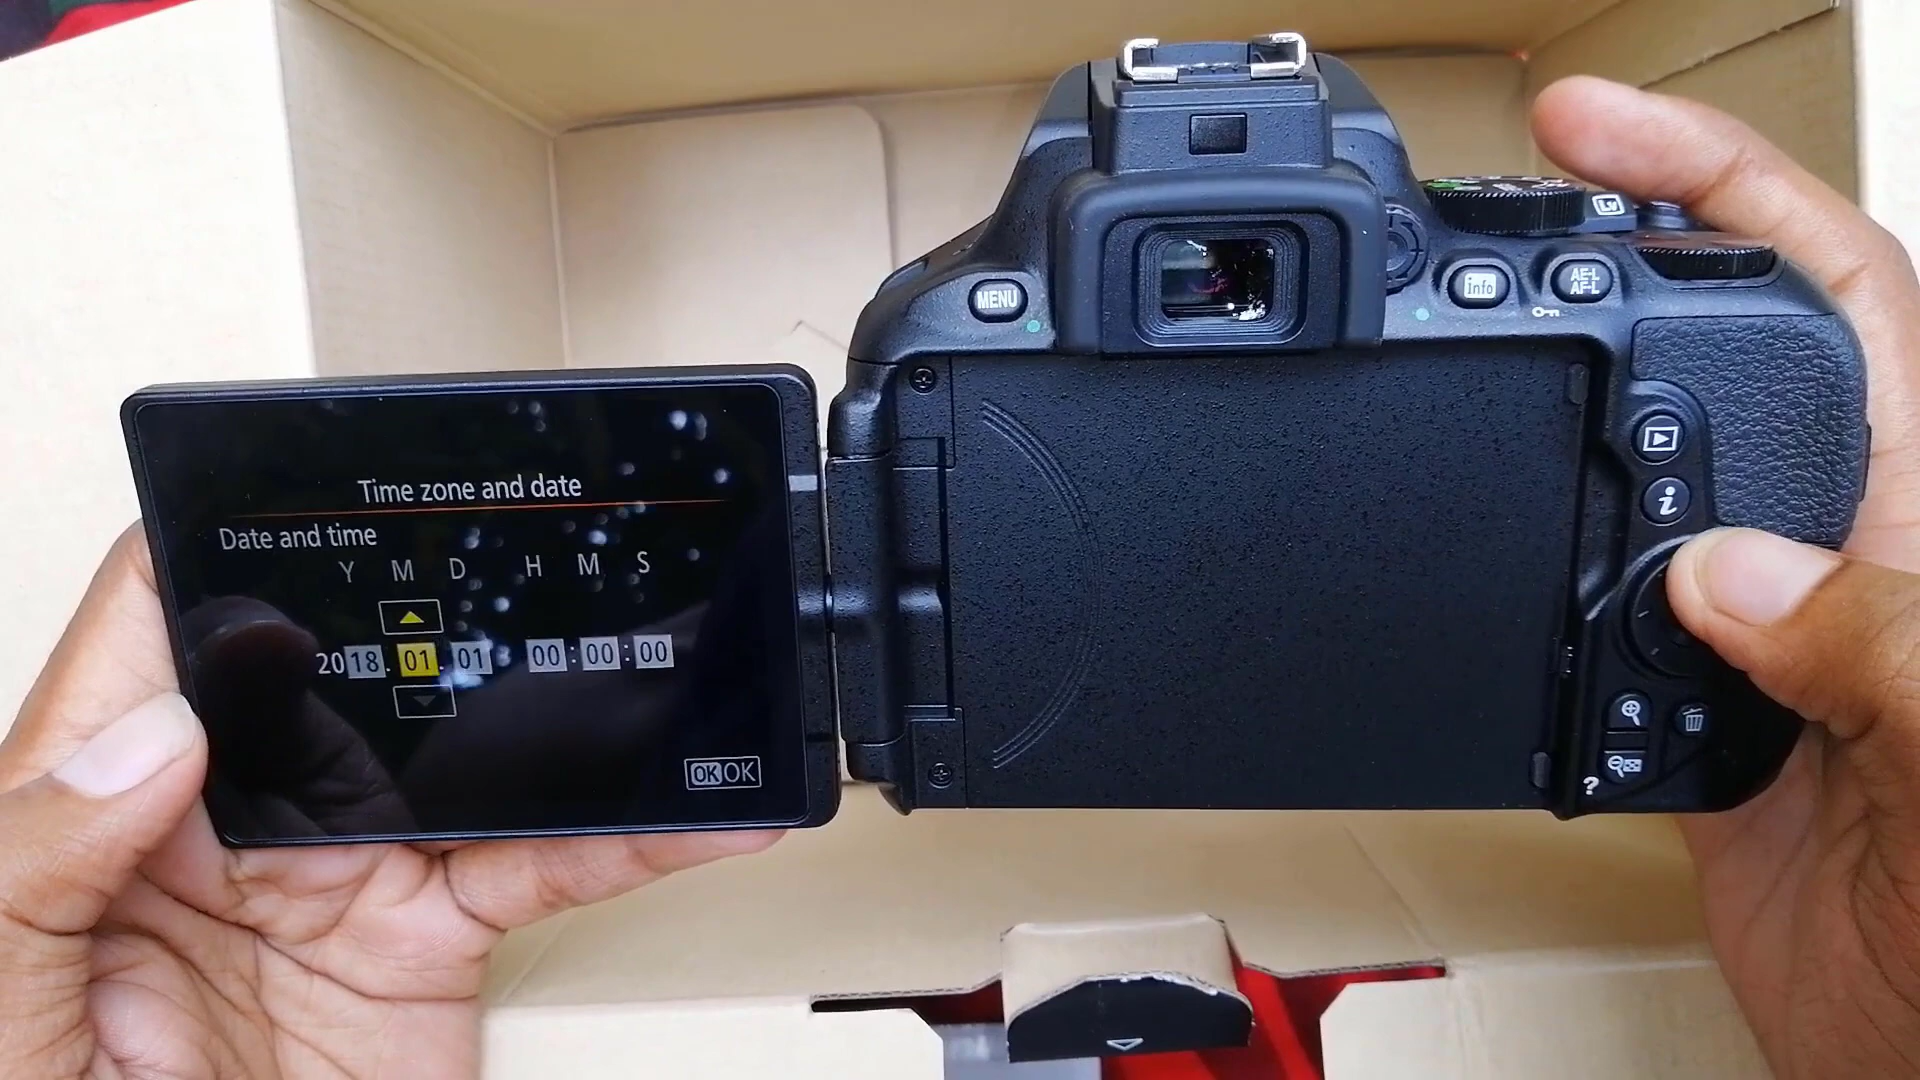 Time zone and date
Date and time
Y M D H M S
2018.01.01 00:00:00
OK OK
MENU
Lv
info
AE-L
AF-L
i
?